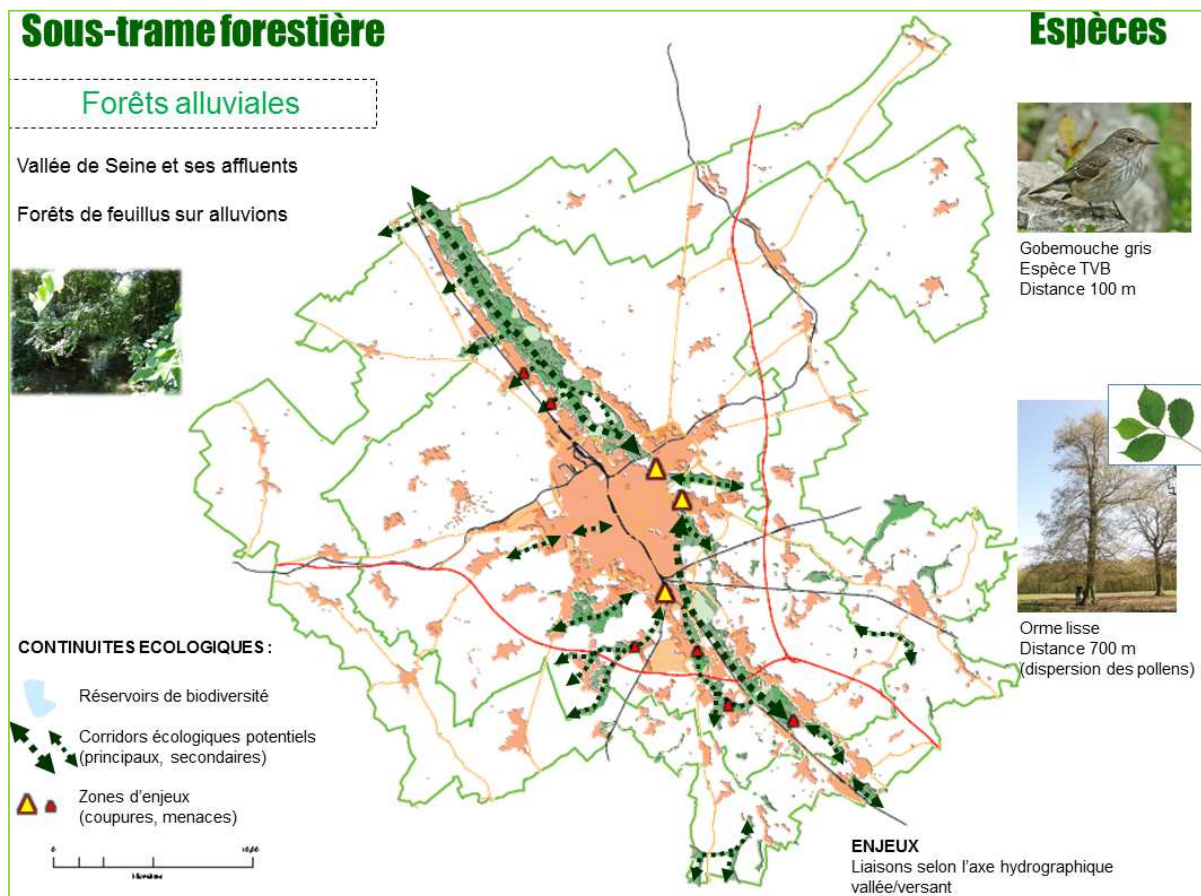 Sous-trame forestière
Espèces
Forêts alluviales
Vallée de Seine et ses affluents
Forêts de feuillus sur alluvions
Gobemouche gris
Espèce TVB
Distance 100 m
Orme lisse
Distance 700 m
(dispersion des pollens)
CONTINUITES ECOLOGIQUES :
Réservoirs de biodiversité
Corridors écologiques potentiels
(principaux, secondaires)
Zones d'enjeux
(coupures, menaces)
ENJEUX
Liaisons selon l'axe hydrographique
vallée/versant